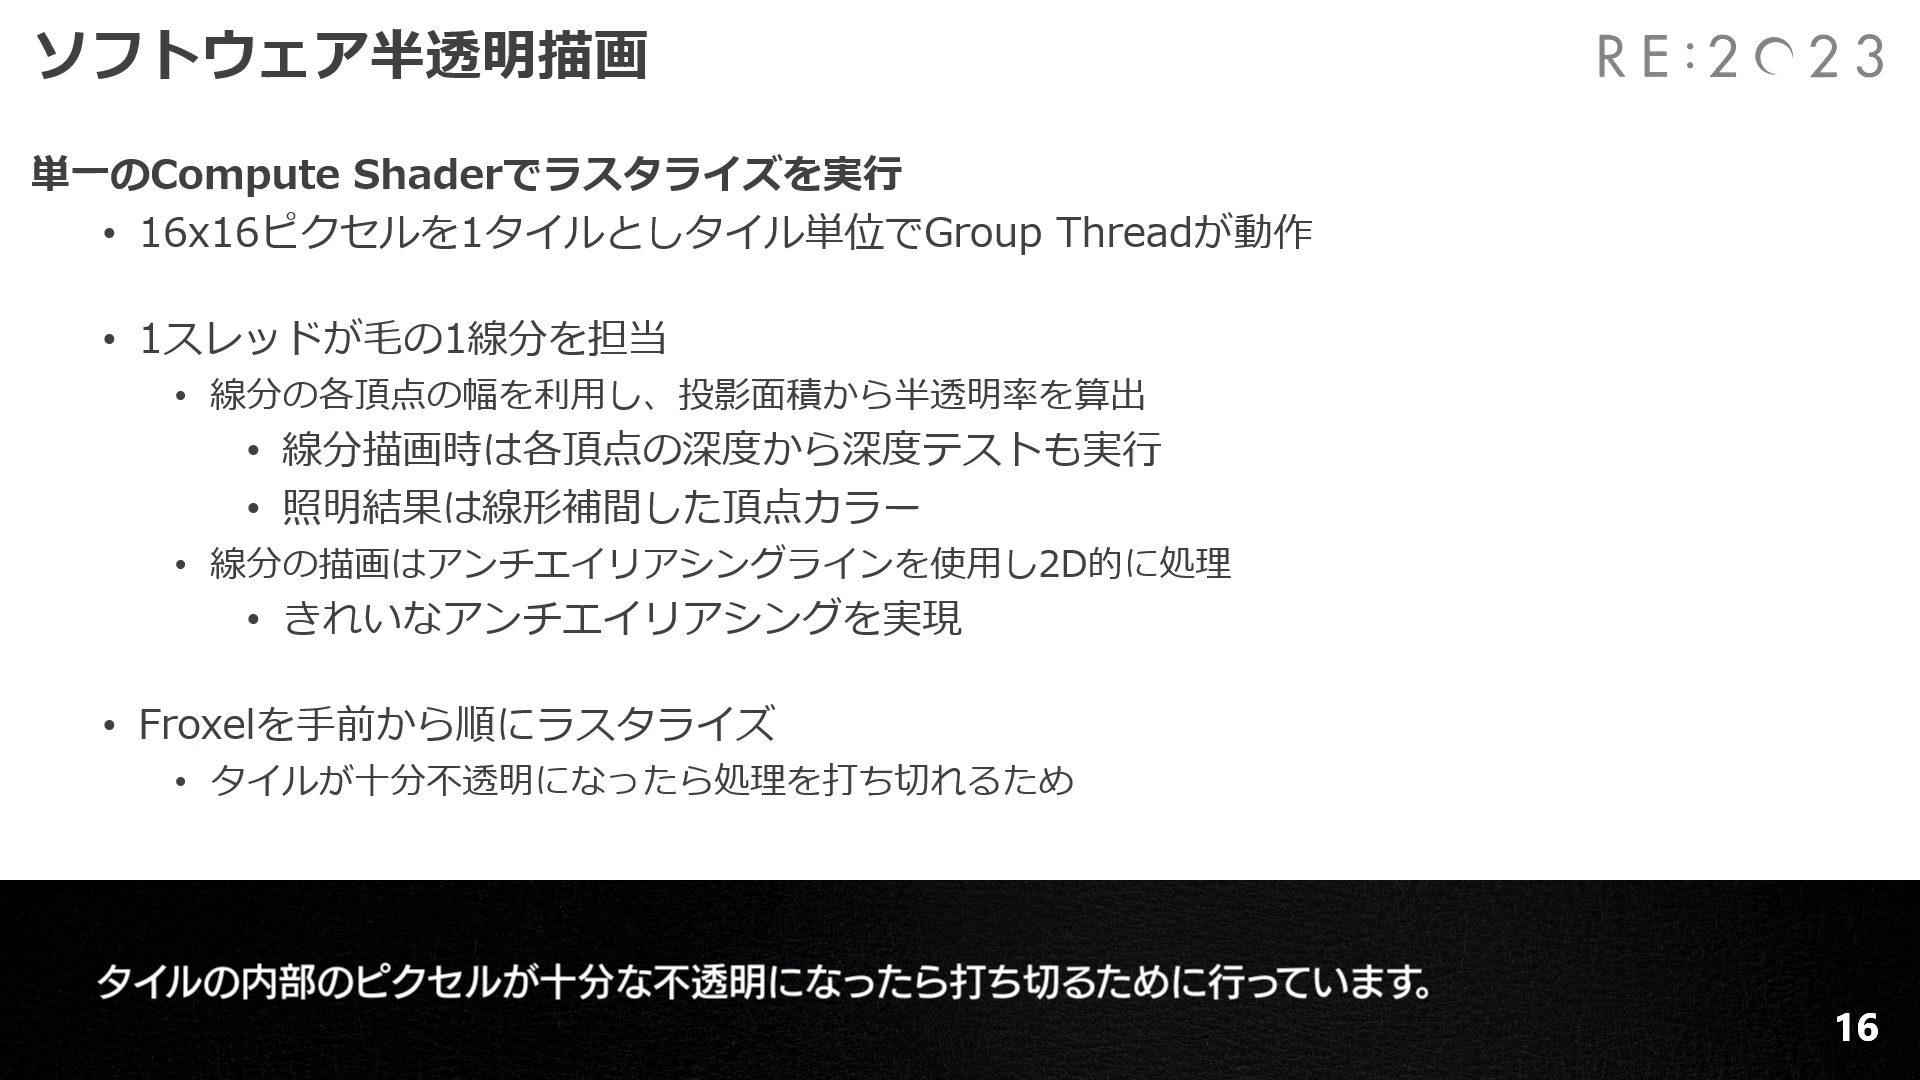 ソフトウェア半透明描画
RE:2023
単一のCompute Shaderでラスタライズを実行
• 16x16ピクセルを1タイルとしタイル単位でGroup Threadが動作
• 1スレッドが毛の1線分を担当
• 線分の各頂点の幅を利用し、投影面積から半透明率を算出
• 線分描画時は各頂点の深度から深度テストも実行
• 照明結果は線形補間した頂点カラー
• 線分の描画はアンチエイリアシングラインを使用し2D的に処理
• きれいなアンチエイリアシングを実現
• Froxelを手前から順にラスタライズ
• タイルが十分不透明になったら処理を打ち切れるため
タイルの内部のピクセルが十分な不透明になったら打ち切るために行っています。
16